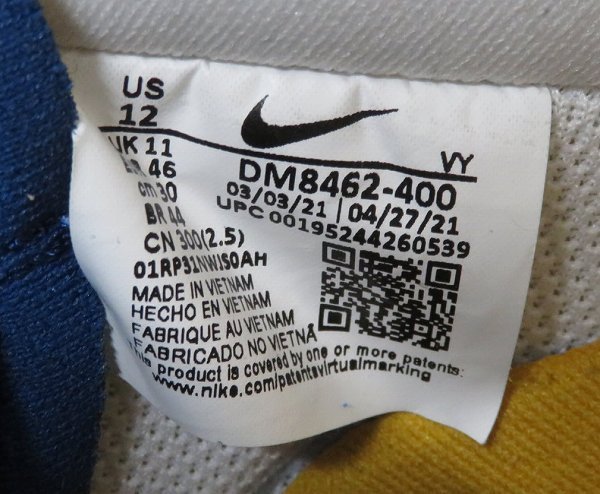 US
12
UK 11
46
cm 30
BR 44
CN 300(2.5)
VY
DM8462-400
03/03/21 | 04/27/21
UPC 00195244260539
MADE IN VIETNAM
HECHO EN VIETNAM
FABRIQUE AU VIETNAM
FABRICADO NO VIETNÃ
This product is covered by one or more patents:
www.nike.com/patentsvirtualmarking